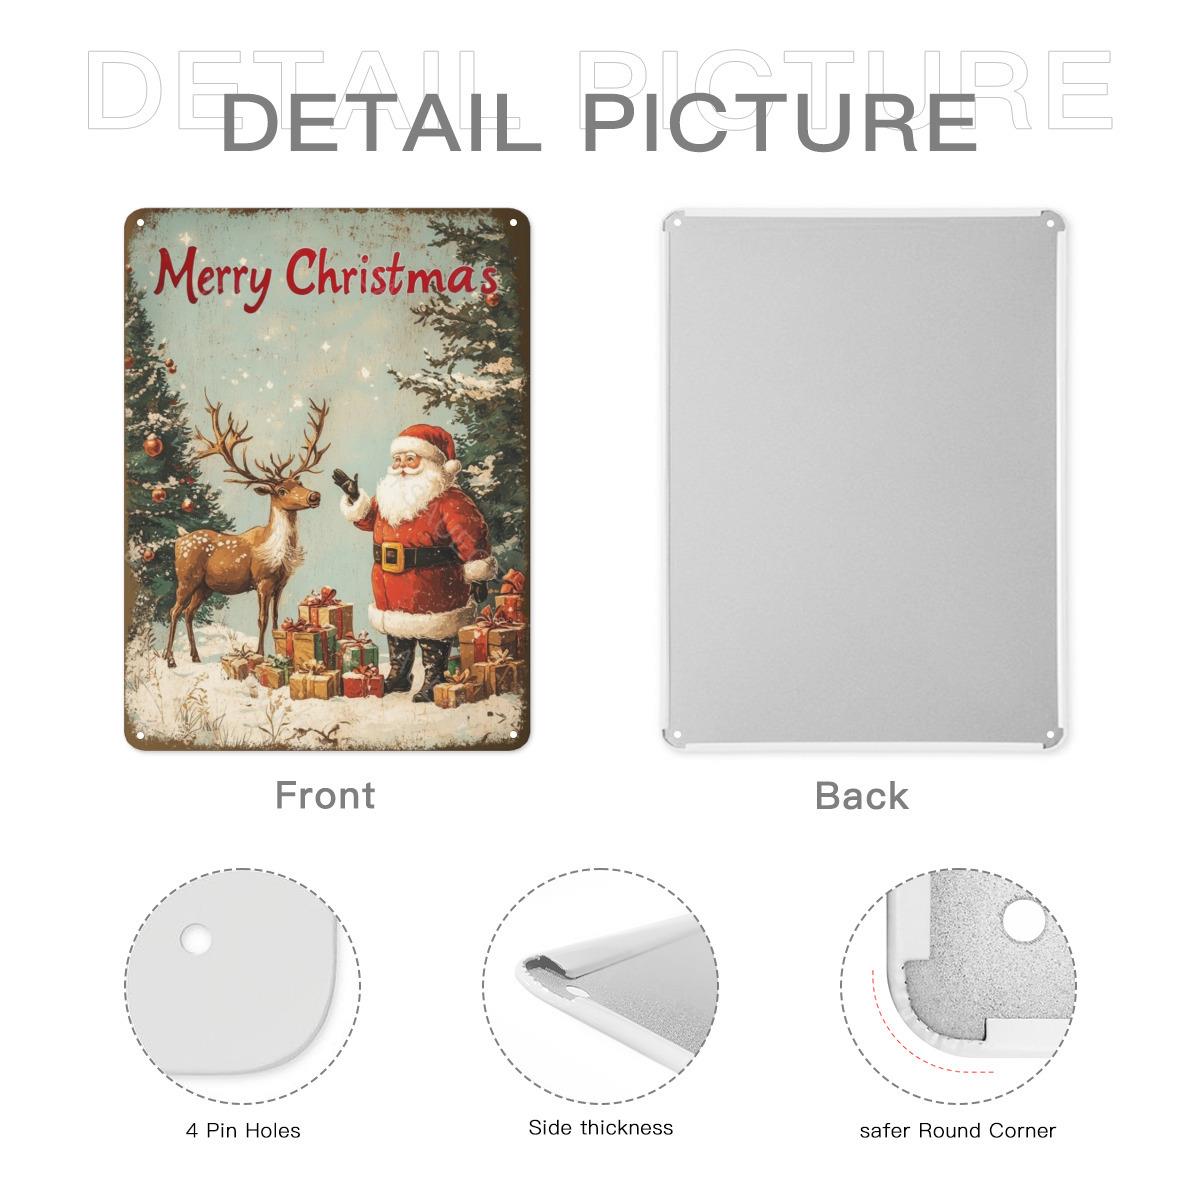 DETAIL PICTURE
DETAIL PICTURE
Merry Christmas
Front
Back
4 Pin Holes
Side thickness
safer Round Corner